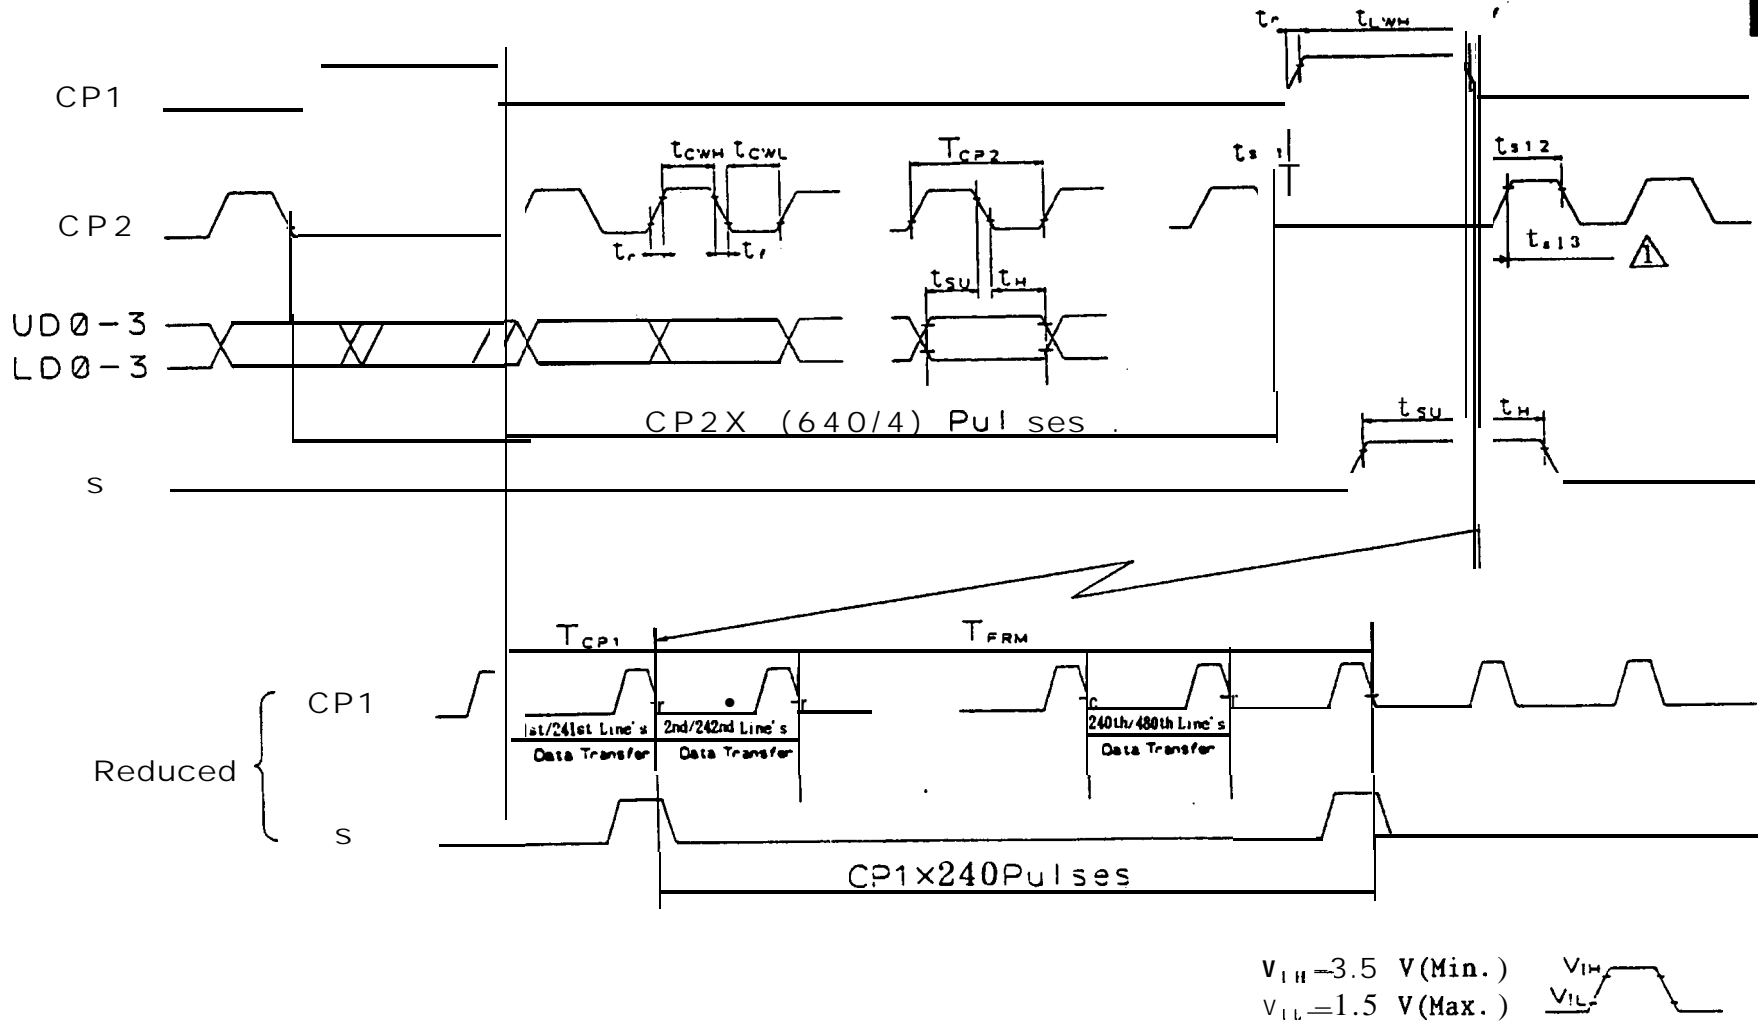 tr tLWH
CP1
tCWH tCWL TCP2 ts 1 ts12
CP2
tr tf ts13 1
tSU tH
UD0-3
LD0-3
CP2X (640/4) Pulses
tSU tH
S
TCP1 TFRM
CP1
1st/241st Line's 2nd/242nd Line's 240th/480th Line's
Data Transfer Data Transfer Data Transfer
Reduced
S
CP1×240Pulses
VIH=3.5 V(Min.) VIH
VIL=1.5 V(Max.) VIL